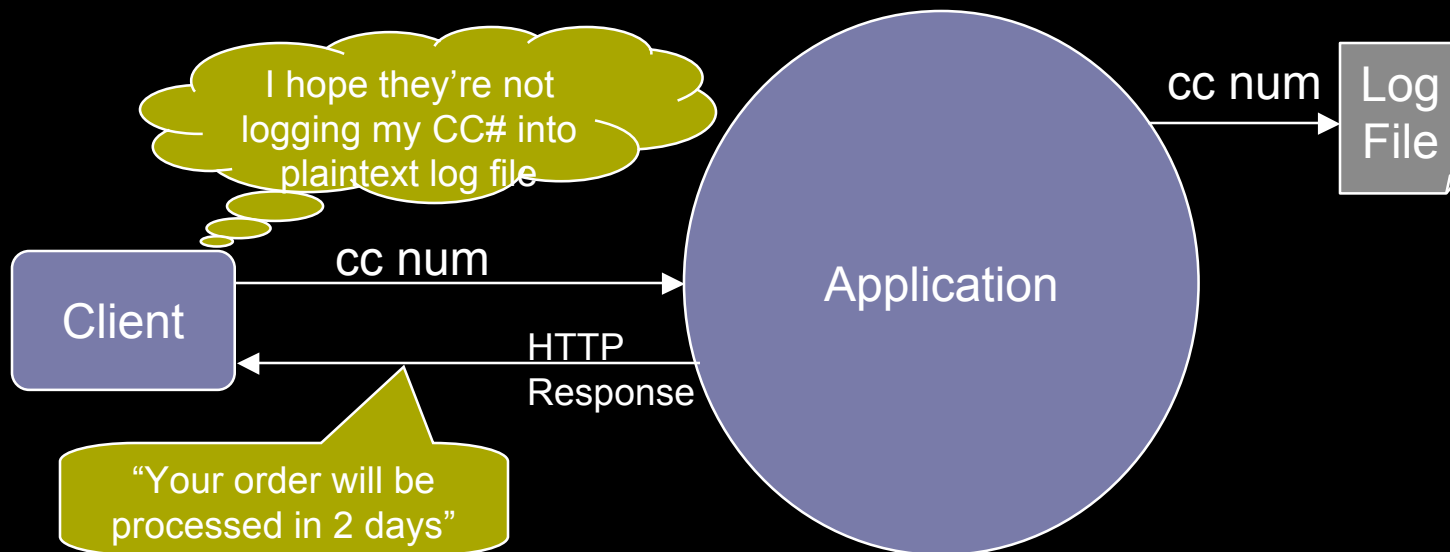 I hope they’re not
logging my CC# into
plaintext log file
cc num
Log
File
cc num
Client
Application
HTTP
Response
“Your order will be
processed in 2 days”